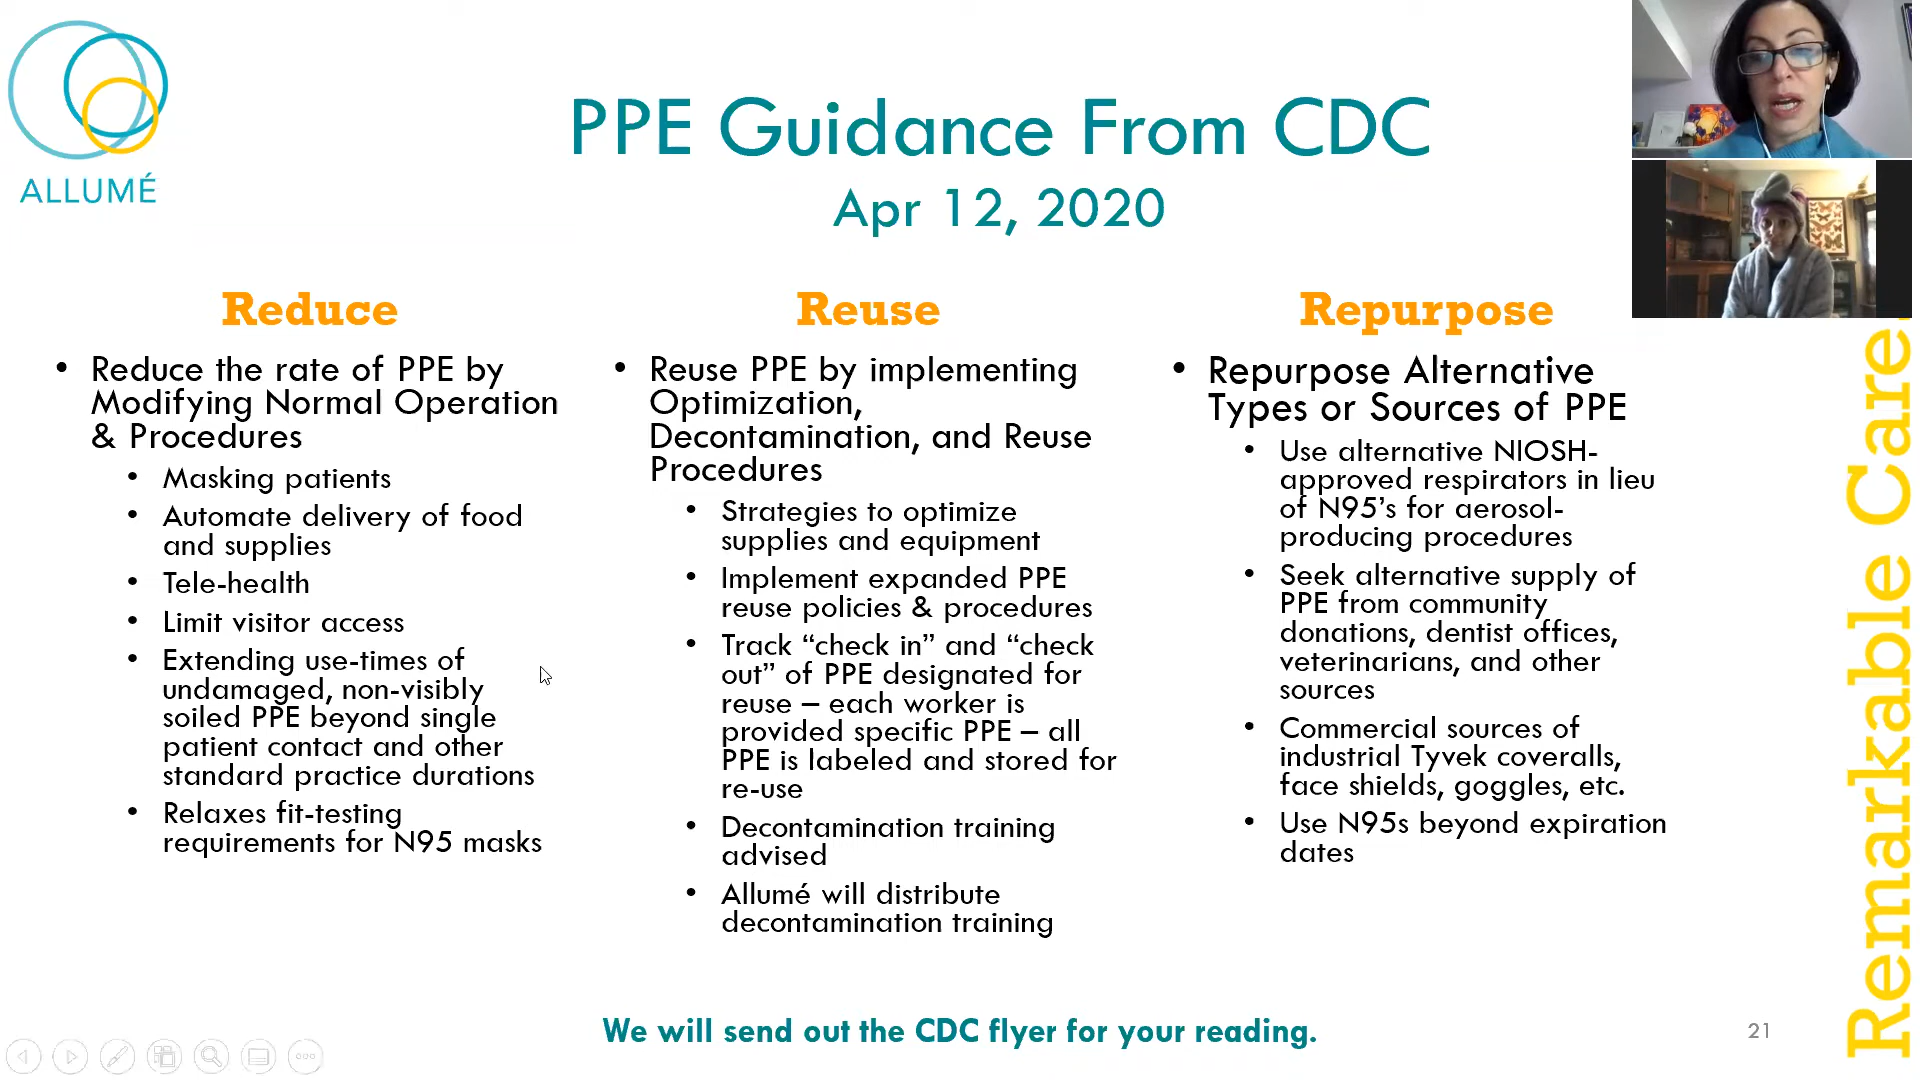 ALLUMÉ
PPE Guidance From CDC
Apr 12, 2020
Reduce
• Reduce the rate of PPE by
Modifying Normal Operation
& Procedures
• Masking patients
• Automate delivery of food
and supplies
• Tele-health
• Limit visitor access
• Extending use-times of
undamaged, non-visibly
soiled PPE beyond single
patient contact and other
standard practice durations
• Relaxes fit-testing
requirements for N95 masks
Reuse
• Reuse PPE by implementing
Optimization,
Decontamination, and Reuse
Procedures
• Strategies to optimize
supplies and equipment
• Implement expanded PPE
reuse policies & procedures
• Track “check in” and “check
out” of PPE designated for
reuse – each worker is
provided specific PPE – all
PPE is labeled and stored for
re-use
• Decontamination training
advised
• Allumé will distribute
decontamination training
Repurpose
• Repurpose Alternative
Types or Sources of PPE
• Use alternative NIOSH-
approved respirators in lieu
of N95’s for aerosol-
producing procedures
• Seek alternative supply of
PPE from community
donations, dentist offices,
veterinarians, and other
sources
• Commercial sources of
industrial Tyvek coveralls,
face shields, goggles, etc.
• Use N95s beyond expiration
dates
We will send out the CDC flyer for your reading.
21
Remarkable Care